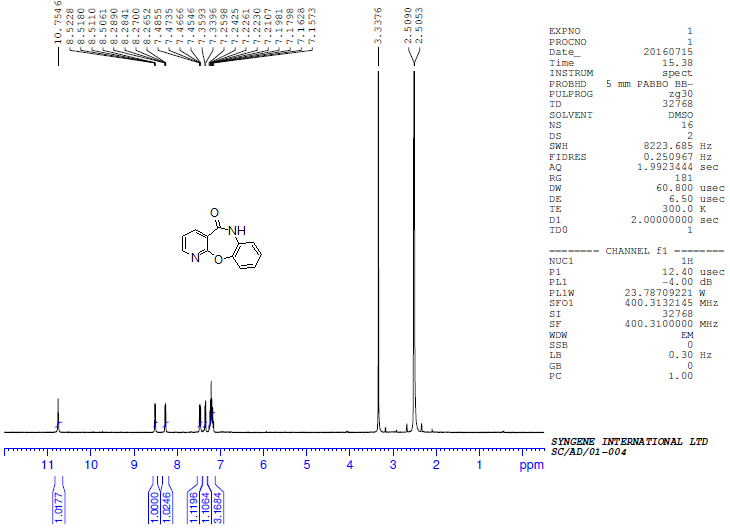 10.7546
8.5228
8.5180
8.5110
8.5061
8.2890
8.2841
8.2700
8.2652
7.4855
7.4735
7.4666
7.4546
7.3593
7.3396
7.2598
7.2425
7.2261
7.2230
7.2107
7.1981
7.1798
7.1628
7.1573
3.3376
2.5090
2.5053
EXPNO 1
PROCNO 1
Date_ 20160715
Time 15.38
INSTRUM spect
PROBHD 5 mm PABBO BB-
PULPROG zg30
TD 32768
SOLVENT DMSO
NS 16
DS 2
SWH 8223.685 Hz
FIDRES 0.250967 Hz
AQ 1.9923444 sec
RG 181
DW 60.800 usec
DE 6.50 usec
TE 300.0 K
D1 2.00000000 sec
TD0 1
======== CHANNEL f1 ========
NUC1 1H
P1 12.40 usec
PL1 -4.00 dB
PL1W 23.78709221 W
SFO1 400.3132145 MHz
SI 32768
SF 400.3100000 MHz
WDW EM
SSB 0
LB 0.30 Hz
GB 0
PC 1.00
O
NH
N
O
SYNGENE INTERNATIONAL LTD
SC/AD/01-004
11 10 9 8 7 6 5 4 3 2 1 ppm
1.0177
1.0000
1.0246
1.1196
1.1064
3.1684